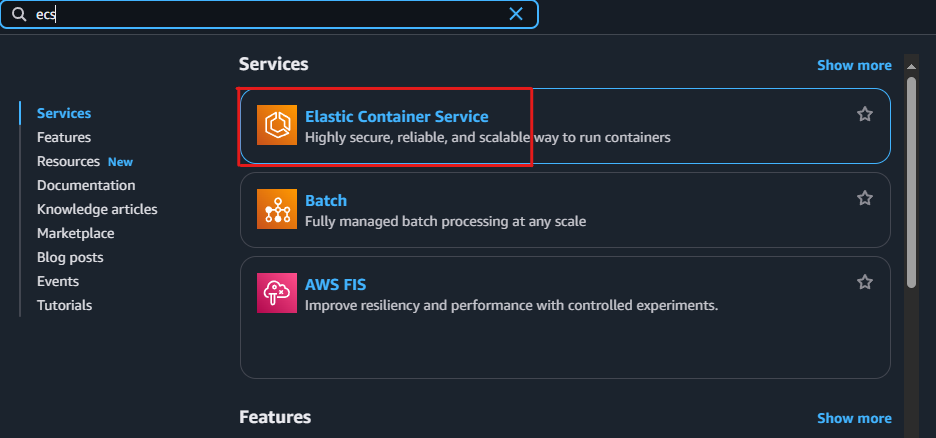 ecs
Services
Show more
Services
Features
Resources New
Documentation
Knowledge articles
Marketplace
Blog posts
Events
Tutorials
Elastic Container Service
Highly secure, reliable, and scalable way to run containers
Batch
Fully managed batch processing at any scale
AWS FIS
Improve resiliency and performance with controlled experiments.
Features
Show more